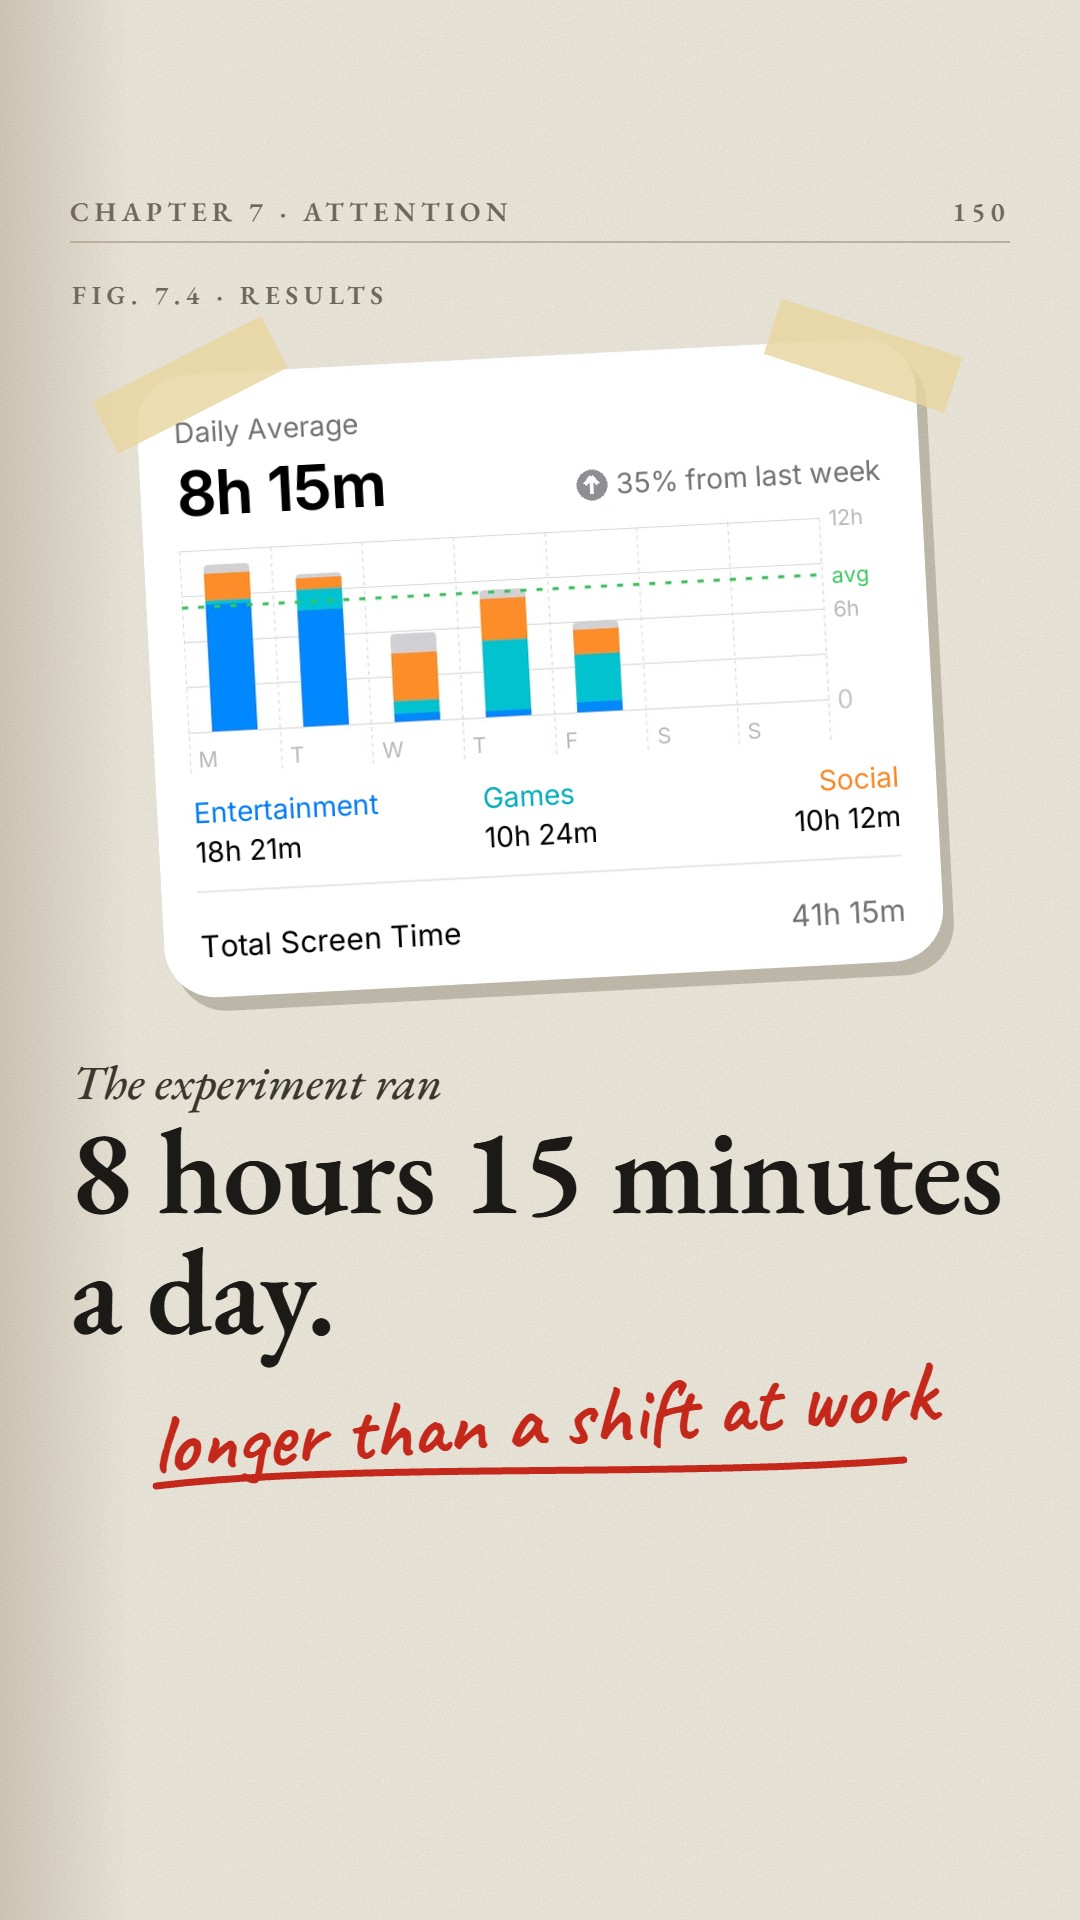 CHAPTER 7 · ATTENTION 150
FIG. 7.4 · RESULTS
Daily Average
8h 15m
35% from last week
12h
avg
6h
0
M T W T F S S
Entertainment Games Social
18h 21m 10h 24m 10h 12m
Total Screen Time 41h 15m
The experiment ran
8 hours 15 minutes
a day.
longer than a shift at work